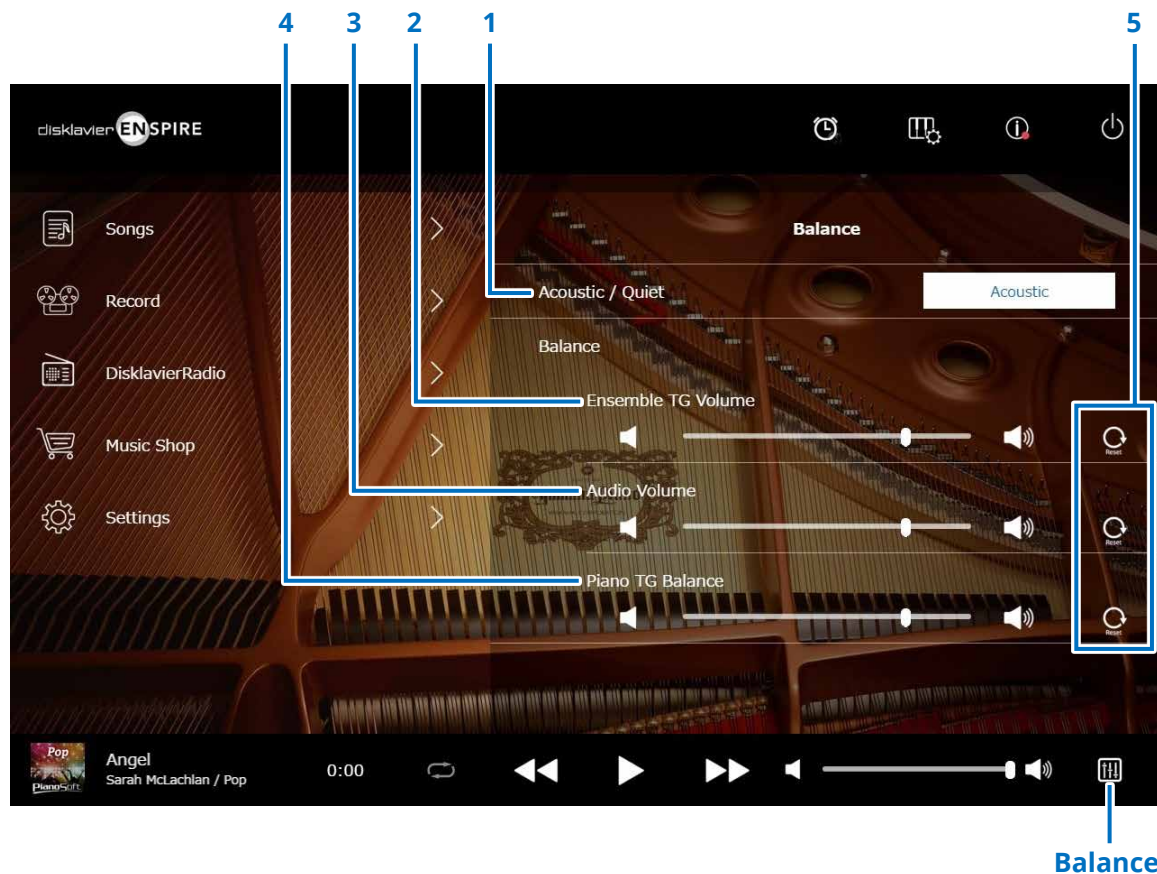 4 3 2 1 5
disklavier ENSPIRE
Songs
Record
DisklavierRadio
Music Shop
Settings
Balance
Acoustic / Quiet
Acoustic
Balance
Ensemble TG Volume
Reset
Audio Volume
Reset
Piano TG Balance
Reset
Pop
PianoSoft
Angel
Sarah McLachlan / Pop
0:00
Balance